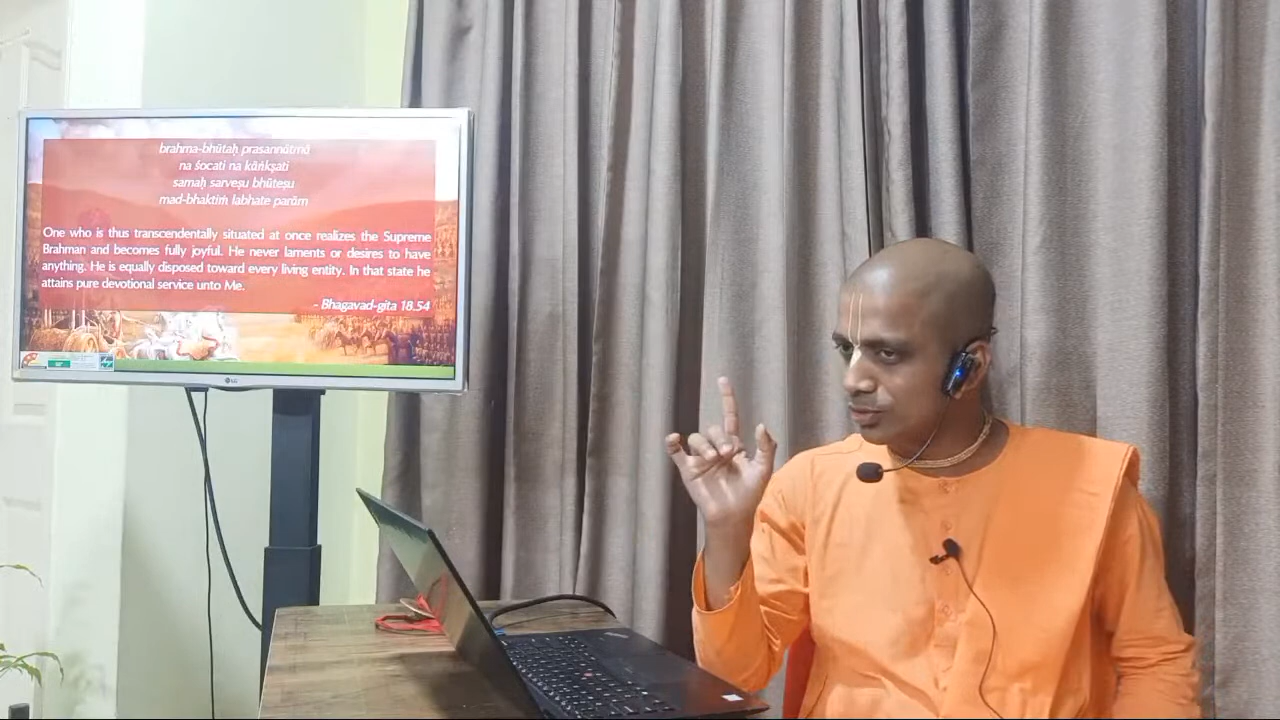 brahma-bhūtaḥ prasannātmā
na śocati na kāṅkṣati
samaḥ sarveṣu bhūteṣu
mad-bhaktiṁ labhate parām
One who is thus transcendentally situated at once realizes the Supreme
Brahman and becomes fully joyful. He never laments or desires to have
anything. He is equally disposed toward every living entity. In that state he
attains pure devotional service unto Me.
- Bhagavad-gita 18.54
LG